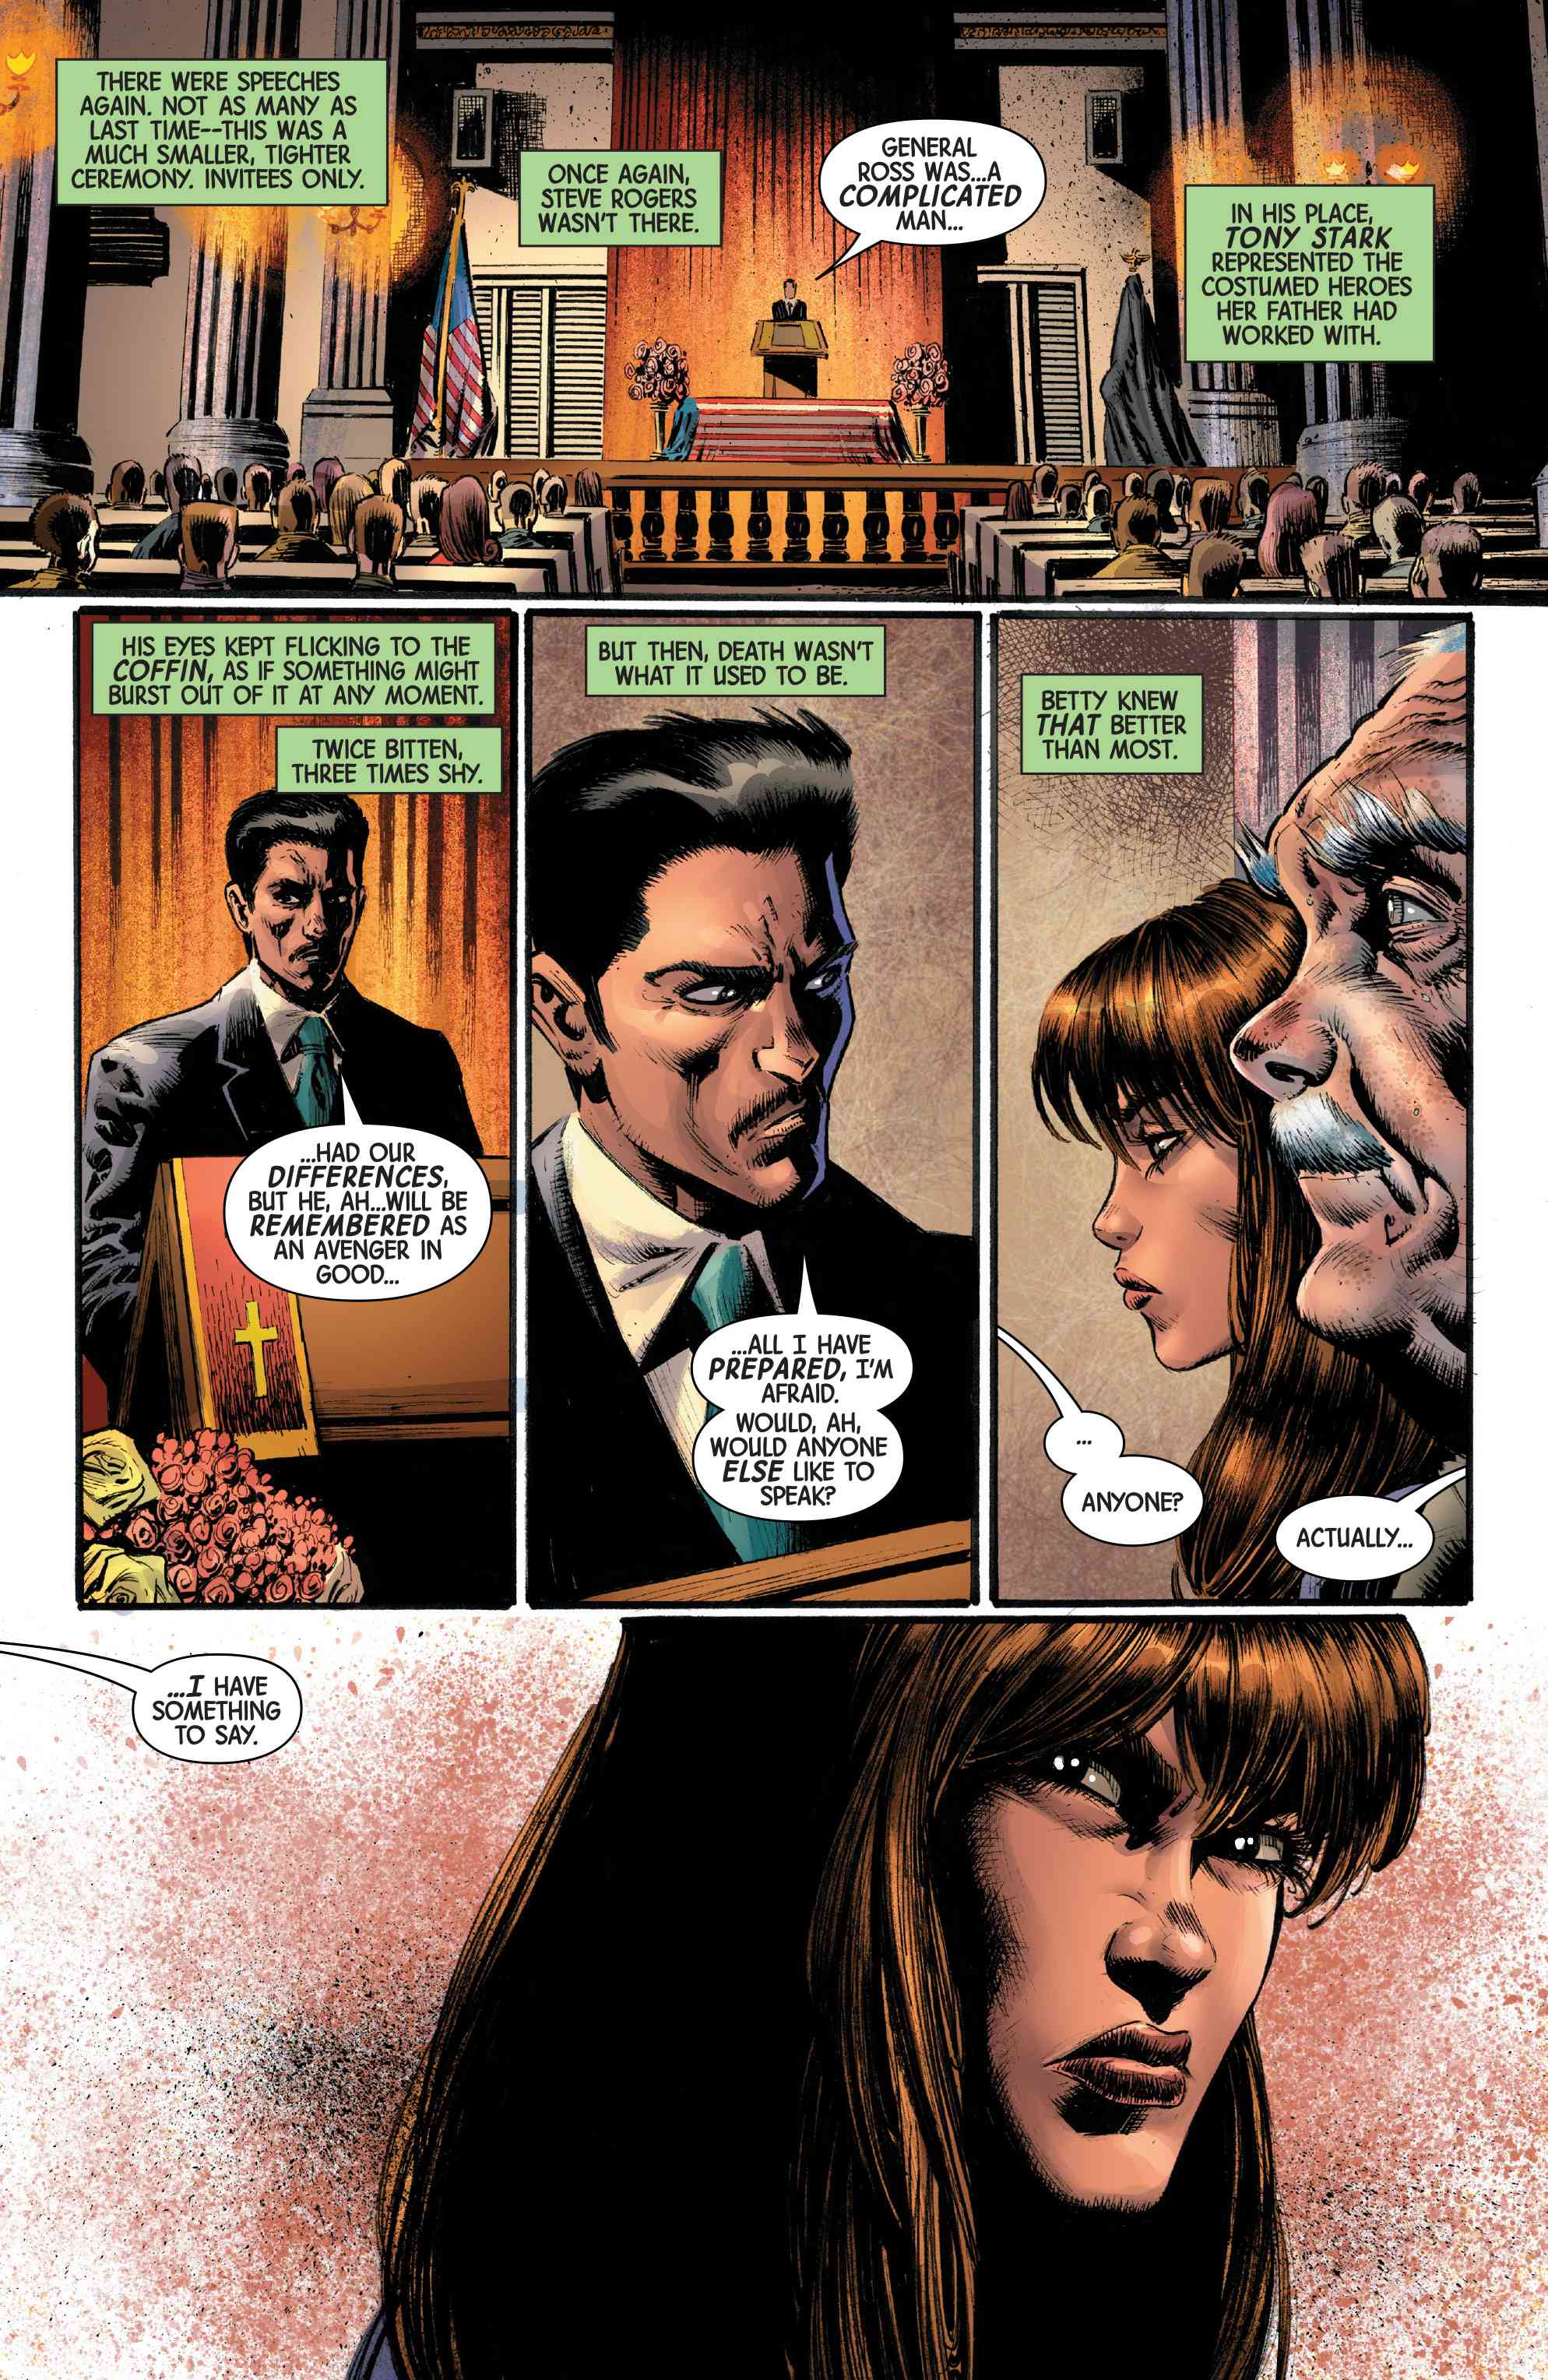 THERE WERE SPEECHES
AGAIN. NOT AS MANY AS
LAST TIME--THIS WAS A
MUCH SMALLER, TIGHTER
CEREMONY. INVITEES ONLY.
ONCE AGAIN,
STEVE ROGERS
WASN'T THERE.
GENERAL
ROSS WAS...A
COMPLICATED
MAN...
IN HIS PLACE,
TONY STARK
REPRESENTED THE
COSTUMED HEROES
HER FATHER HAD
WORKED WITH.
HIS EYES KEPT FLICKING TO THE
COFFIN, AS IF SOMETHING MIGHT
BURST OUT OF IT AT ANY MOMENT.
TWICE BITTEN,
THREE TIMES SHY.
...HAD OUR
DIFFERENCES,
BUT HE, AH...WILL BE
REMEMBERED AS
AN AVENGER IN
GOOD...
BUT THEN, DEATH WASN'T
WHAT IT USED TO BE.
...ALL I HAVE
PREPARED, I'M
AFRAID.
WOULD, AH,
WOULD ANYONE
ELSE LIKE TO
SPEAK?
BETTY KNEW
THAT BETTER
THAN MOST.
...
ANYONE?
ACTUALLY...
...I HAVE
SOMETHING
TO SAY.